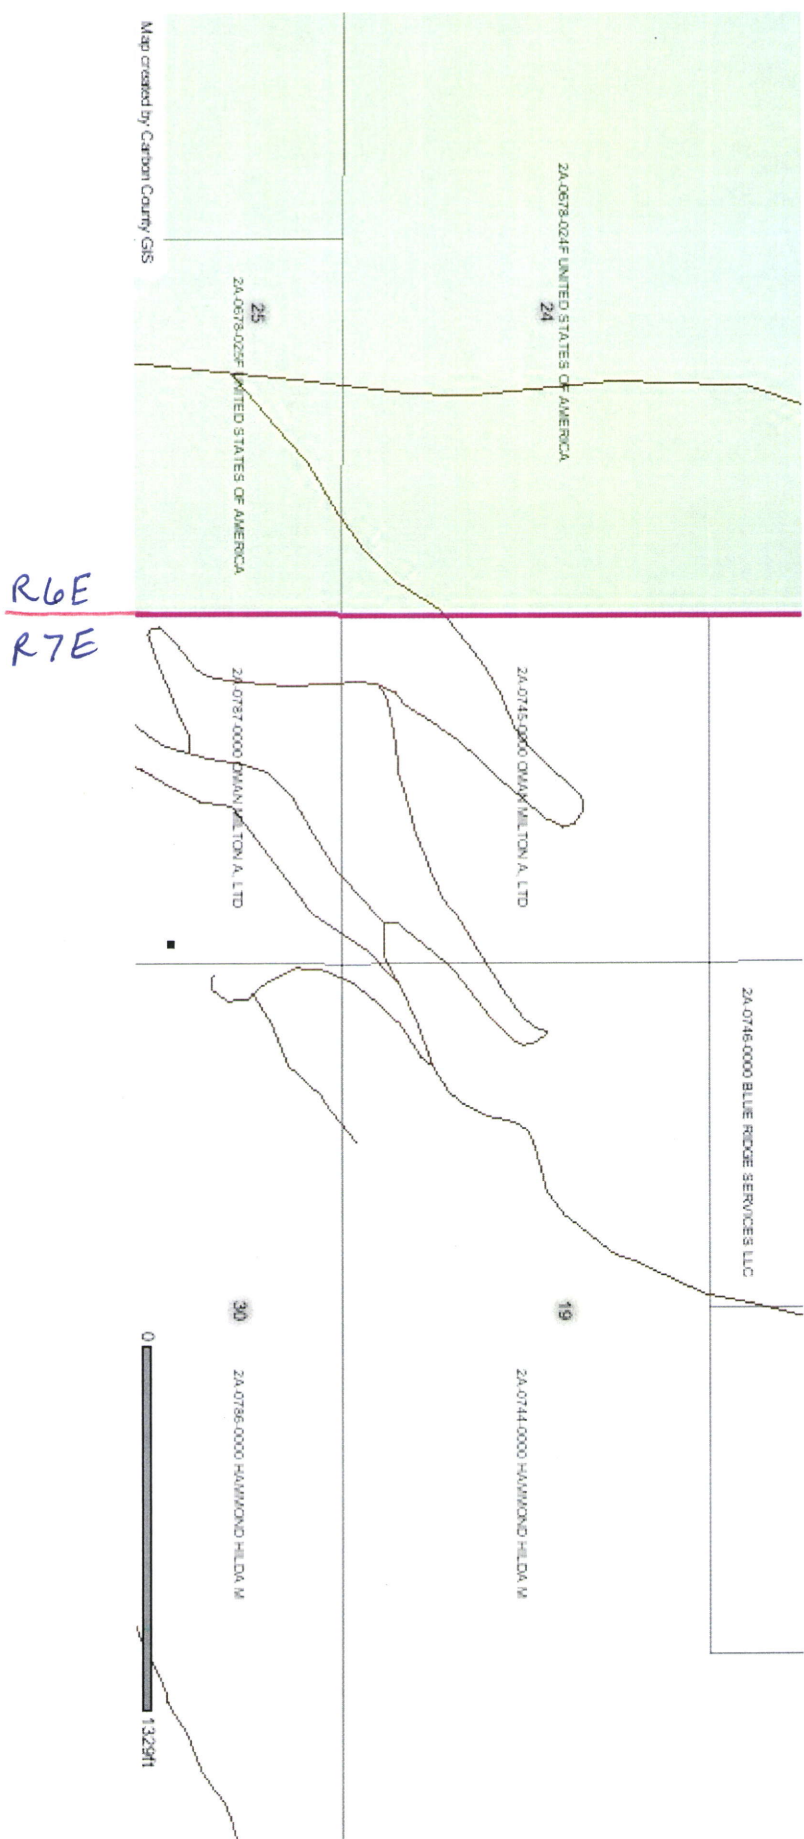 2A-0678-024F UNITED STATES OF AMERICA
24
25
2A-0678-025F UNITED STATES OF AMERICA
Map created by Carbon County GIS
R6E
R7E
2A-0745-0000 OMAN MILTON A. LTD
2A-0787-0000 OMAN MILTON A. LTD
2A-0746-0000 BLUE RIDGE SERVICES LLC
19
30
2A-0744-0000 HAMMOND HILDA M
2A-0786-0000 HAMMOND HILDA M
0
1329ft